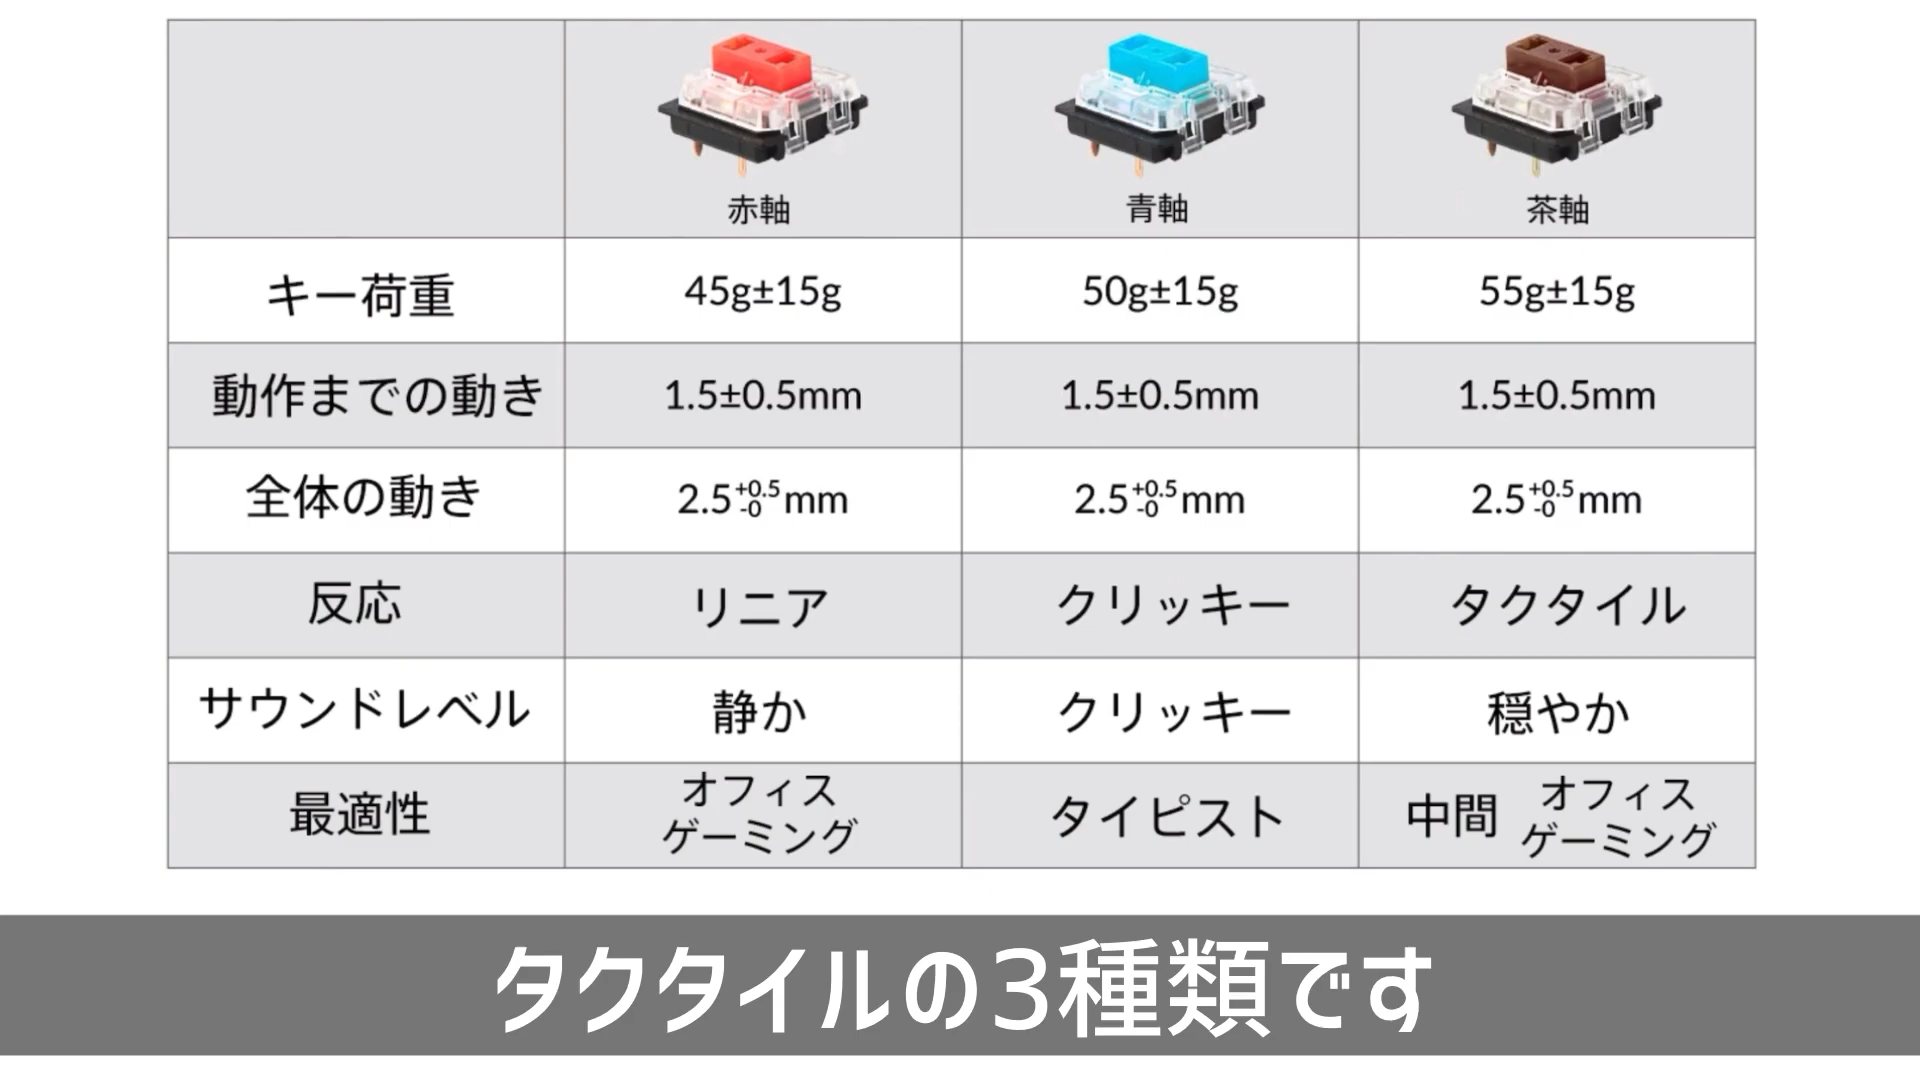 赤軸 青軸 茶軸
キー荷重 45g±15g 50g±15g 55g±15g
動作までの動き 1.5±0.5mm 1.5±0.5mm 1.5±0.5mm
全体の動き 2.5+0.5-0mm 2.5+0.5-0mm 2.5+0.5-0mm
反応 リニア クリッキー タクタイル
サウンドレベル 静か クリッキー 穏やか
最適性 オフィス ゲーミング タイピスト 中間 オフィス ゲーミング
タクタイルの3種類です